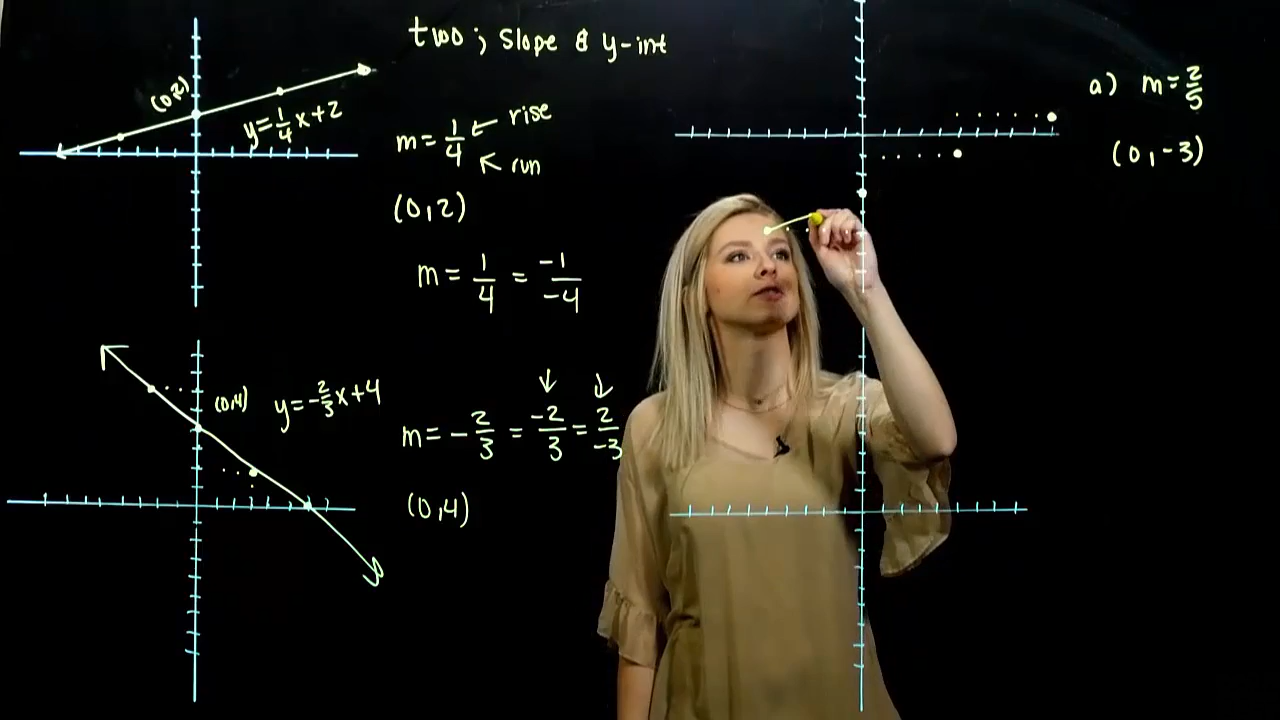 two ; Slope & y-int
(0,2)
y=1/4x+2
m=1/4 ← rise
↖ run
(0,2)
m = 1/4 = -1/-4
(0,4)
y=-2/3x+4
m=-2/3 = -2/3 = 2/-3
(0,4)
a) m=2/5
(0,-3)